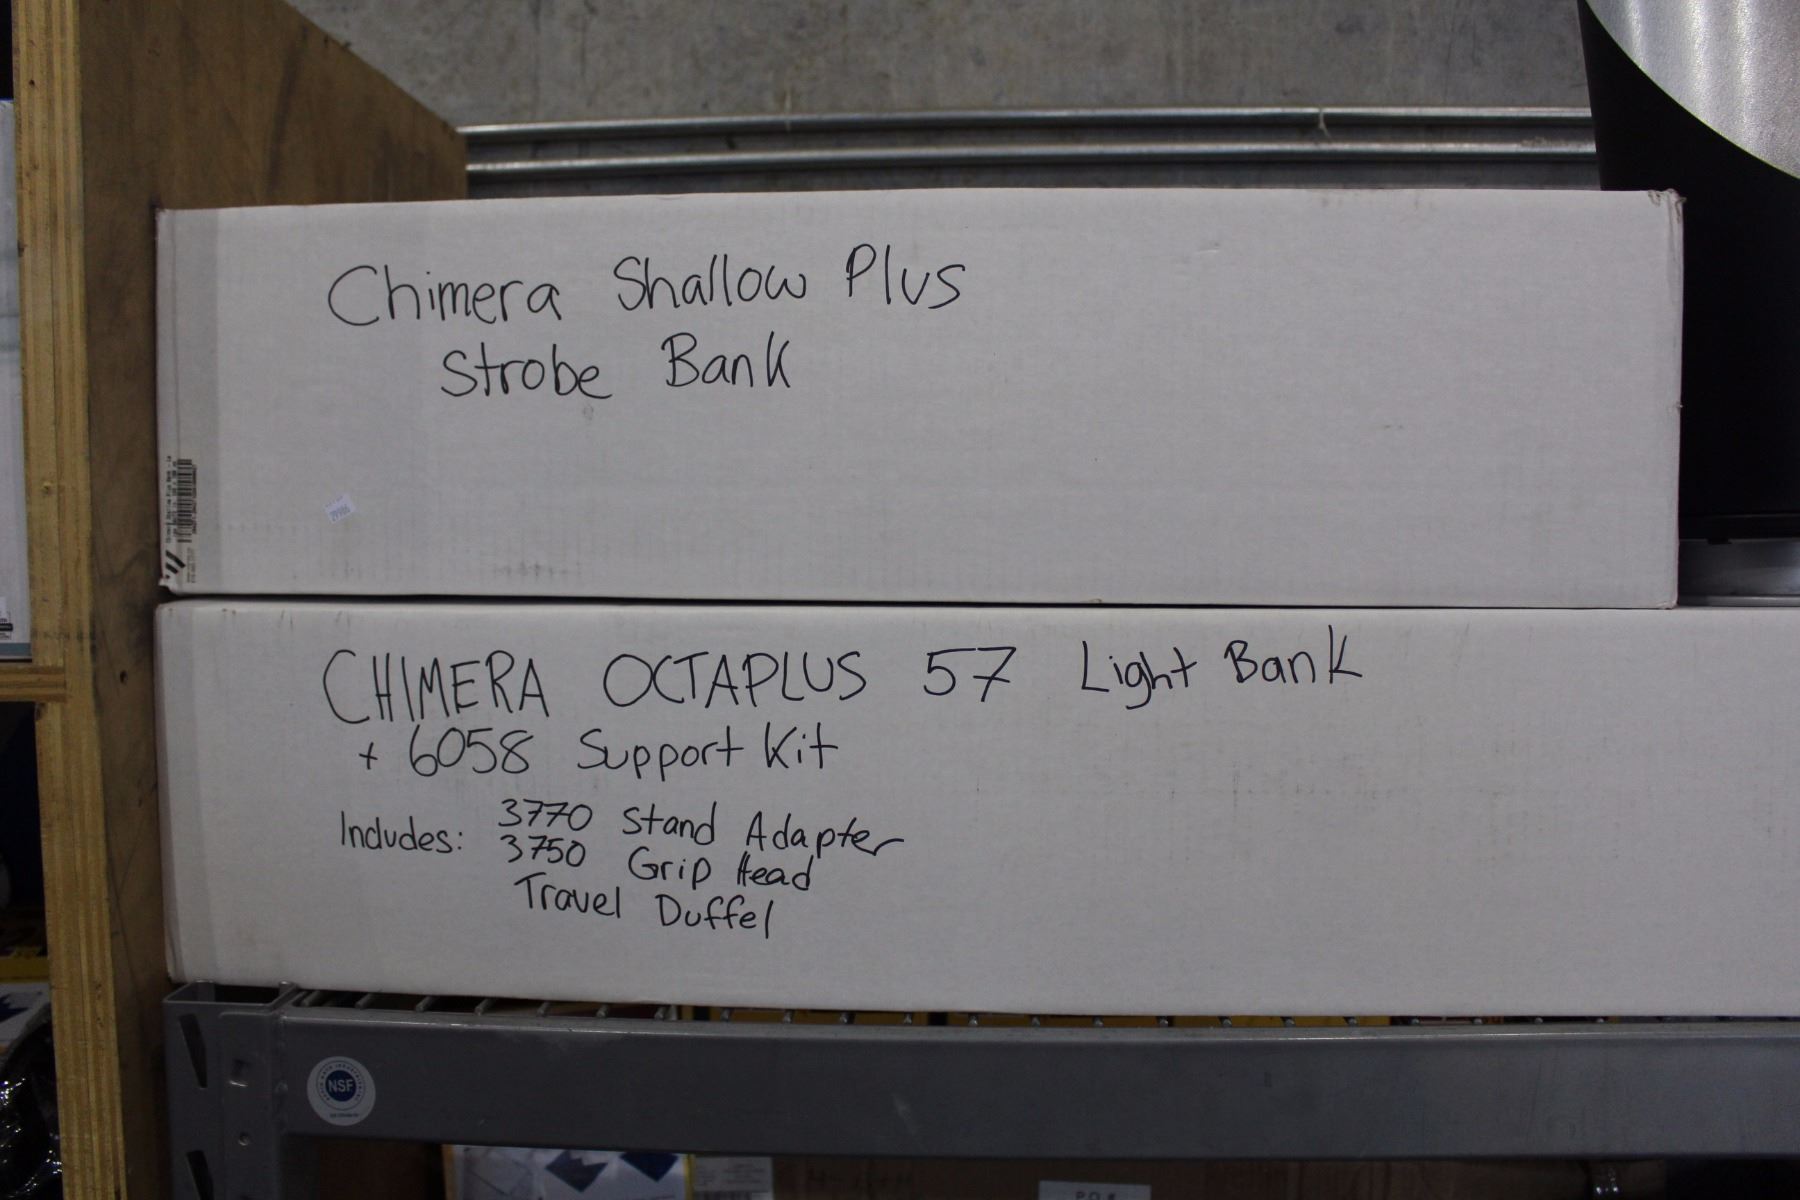 Chimera Shallow Plus
Strobe Bank
CHIMERA OCTAPLUS 57 Light Bank
+ 6058 Support Kit
Includes: 3770 Stand Adapter
3750 Grip Head
Travel Duffel
NSF